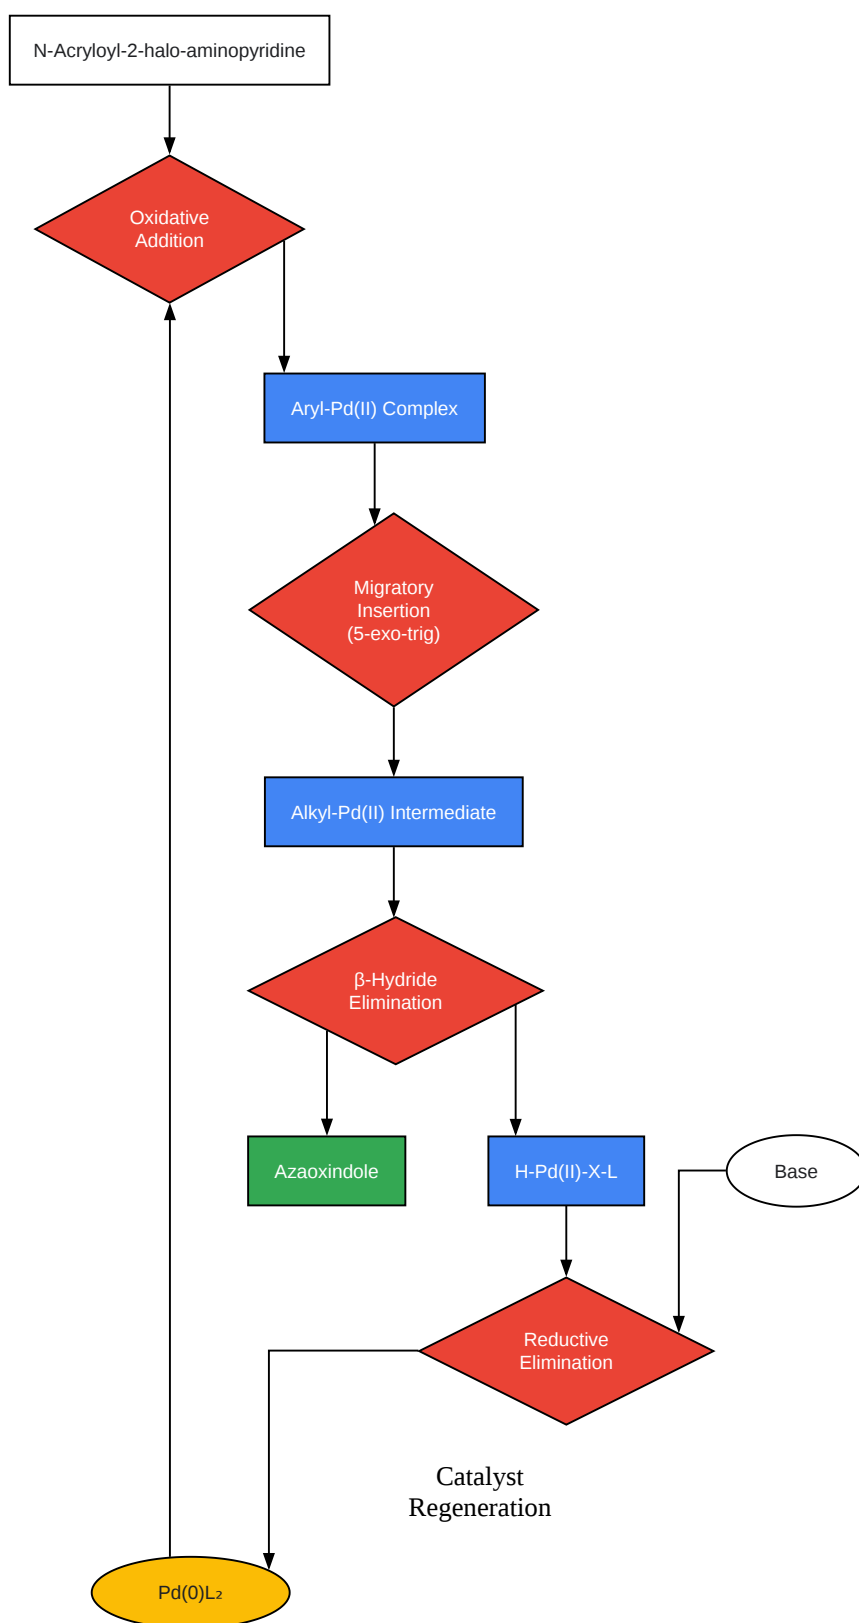 N-Acryloyl-2-halo-aminopyridine
Oxidative
Addition
Aryl-Pd(II) Complex
Migratory
Insertion
(5-exo-trig)
Alkyl-Pd(II) Intermediate
β-Hydride
Elimination
Azaoxindole
H-Pd(II)-X-L
Base
Reductive
Elimination
Catalyst
Regeneration
Pd(0)L₂